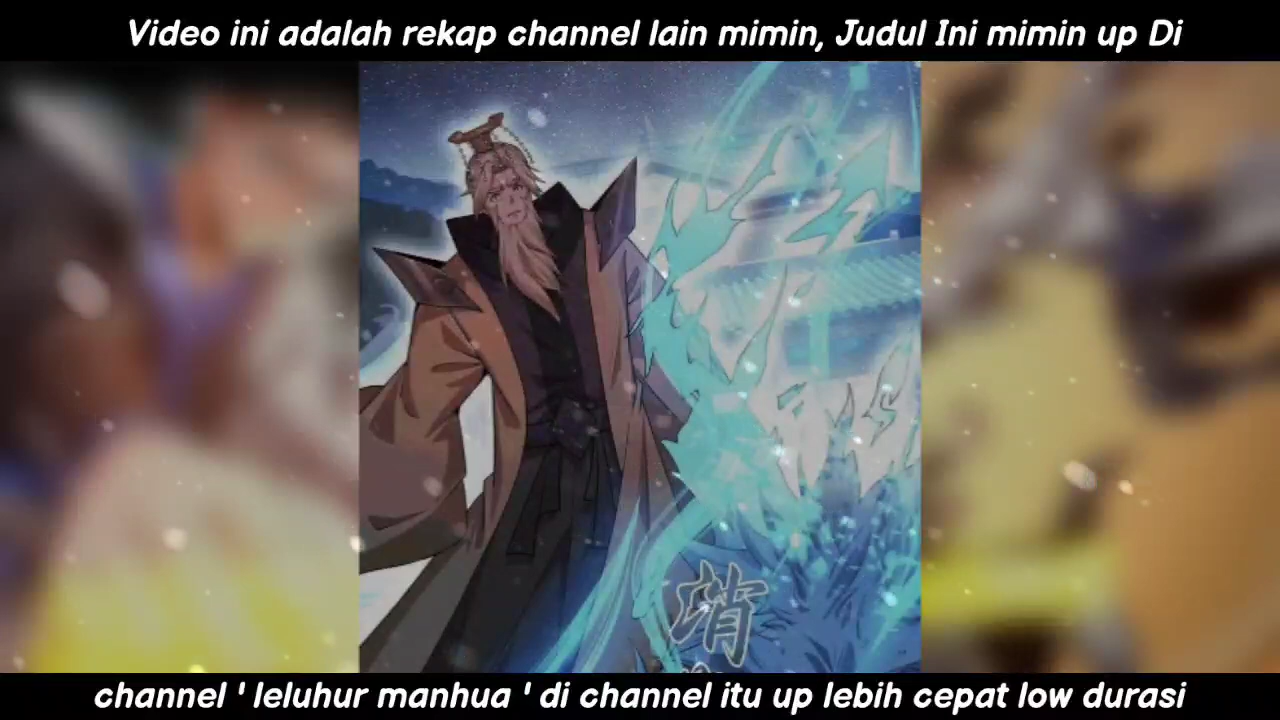 Video ini adalah rekap channel lain mimin, Judul Ini mimin up Di
channel ' leluhur manhua ' di channel itu up lebih cepat low durasi